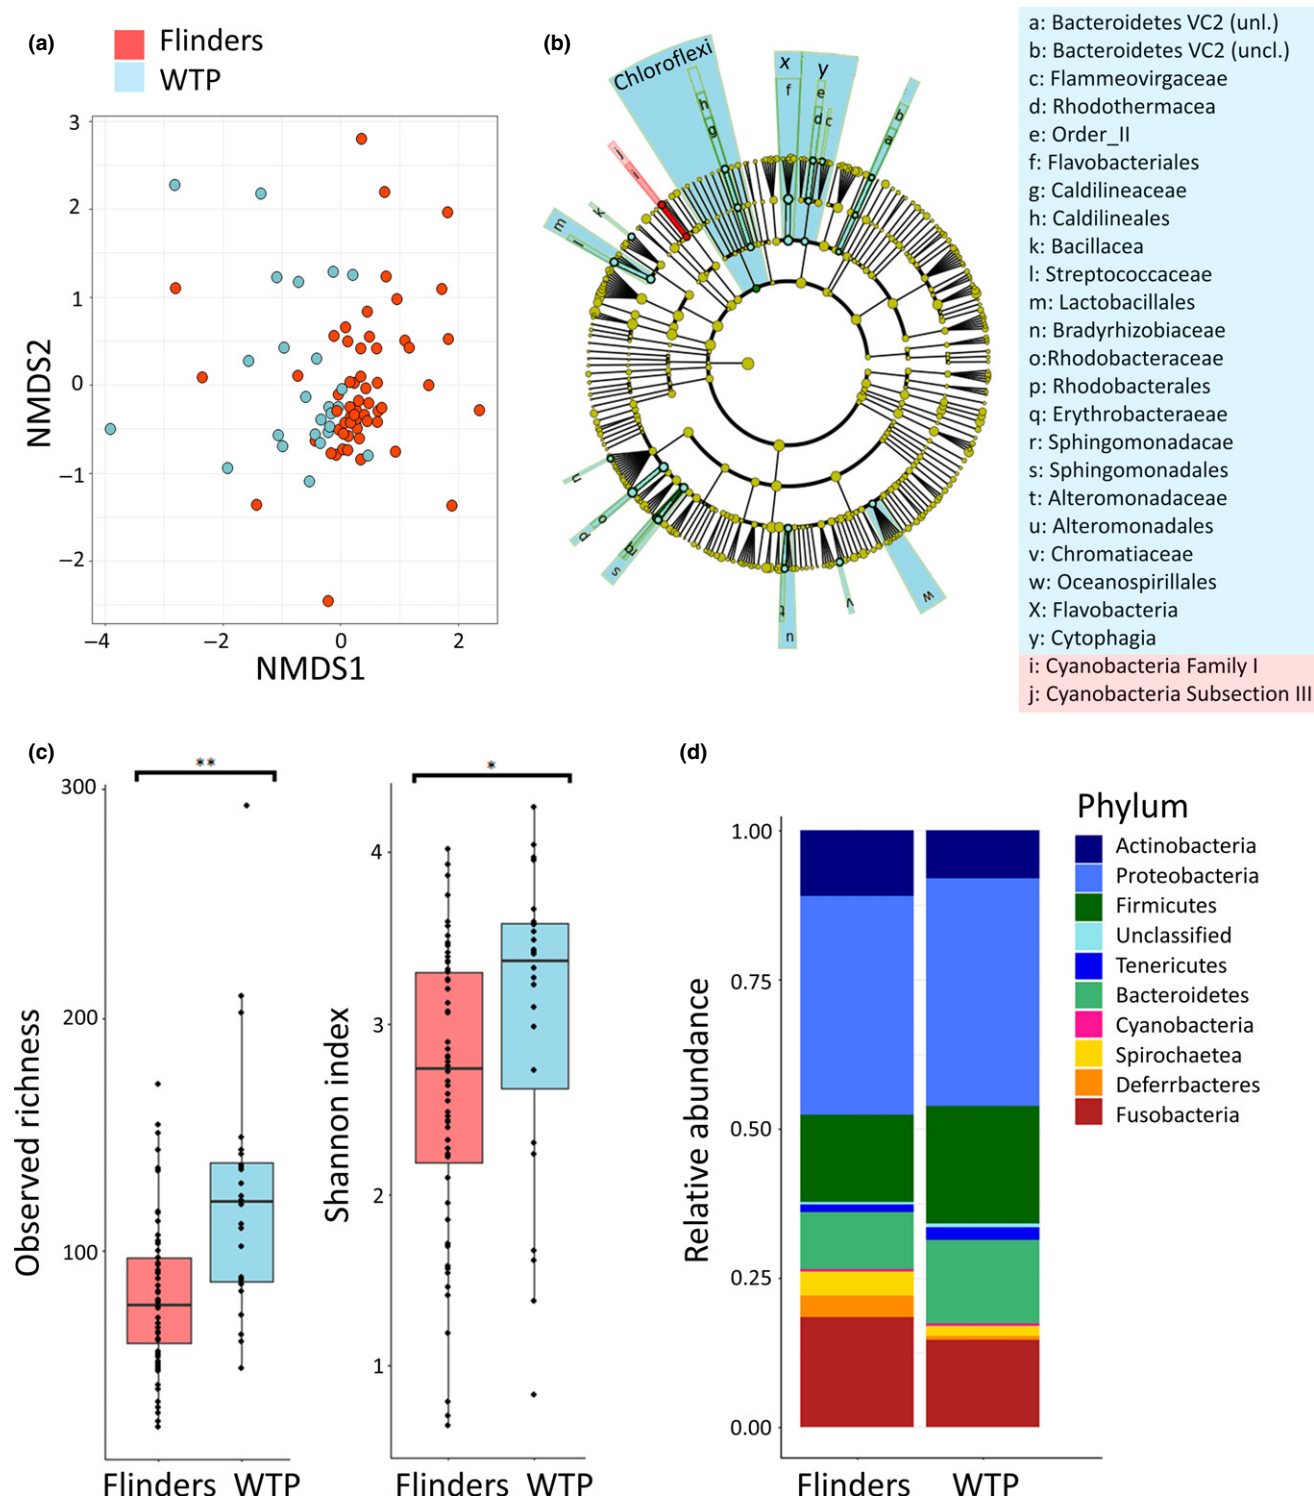 (a)
Flinders
WTP
3
2
1
0
−1
−2
−4
−2
0
2
NMDS1
NMDS2
(b)
Chloroflexi
h
g
x
y
f
e
d
c
b
a
j
i
k
m
l
n
o
p
q
s
t
u
v
w
a: Bacteroidetes VC2 (unl.)
b: Bacteroidetes VC2 (uncl.)
c: Flammeovirgaceae
d: Rhodothermacea
e: Order_II
f: Flavobacteriales
g: Caldilineaceae
h: Caldilineales
k: Bacillacea
l: Streptococcaceae
m: Lactobacillales
n: Bradyrhizobiaceae
o:Rhodobacteraceae
p: Rhodobacterales
q: Erythrobacteraeae
r: Sphingomonadacae
s: Sphingomonadales
t: Alteromonadaceae
u: Alteromonadales
v: Chromatiaceae
w: Oceanospirillales
X: Flavobacteria
y: Cytophagia
i: Cyanobacteria Family I
j: Cyanobacteria Subsection III
(c)
**
300
200
100
Observed richness
Flinders WTP
*
4
3
2
1
Shannon index
Flinders WTP
(d)
1.00
0.75
0.50
0.25
0.00
Relative abundance
Flinders WTP
Phylum
Actinobacteria
Proteobacteria
Firmicutes
Unclassified
Tenericutes
Bacteroidetes
Cyanobacteria
Spirochaetea
Deferrbacteres
Fusobacteria